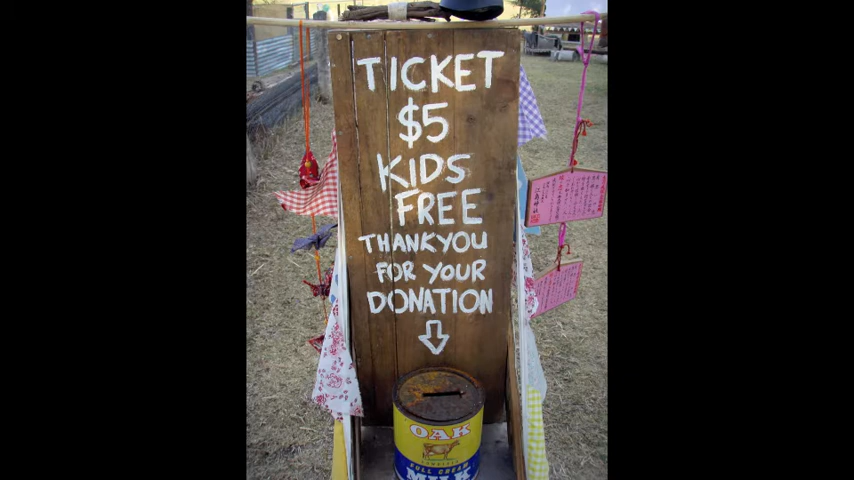 TICKET
$5
KIDS
FREE
THANKYOU
FOR YOUR
DONATION
OAK
FULL CREAM
MILK